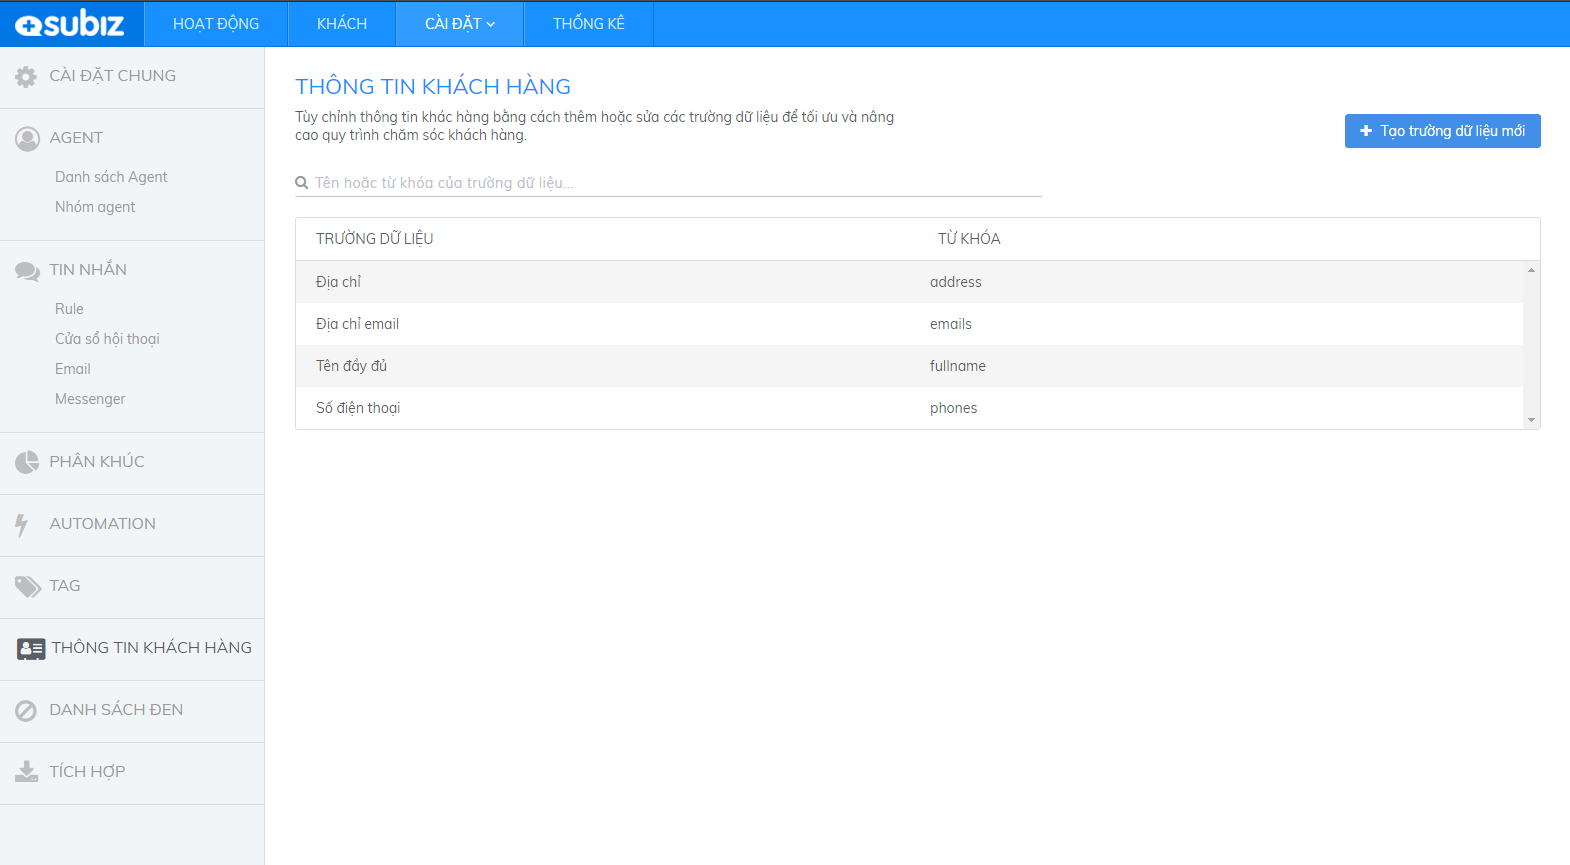 subiz
HOẠT ĐỘNG
KHÁCH
CÀI ĐẶT
THỐNG KÊ
CÀI ĐẶT CHUNG
AGENT
Danh sách Agent
Nhóm agent
TIN NHẮN
Rule
Cửa sổ hội thoại
Email
Messenger
PHÂN KHÚC
AUTOMATION
TAG
THÔNG TIN KHÁCH HÀNG
DANH SÁCH ĐEN
TÍCH HỢP
THÔNG TIN KHÁCH HÀNG
Tùy chỉnh thông tin khác hàng bằng cách thêm hoặc sửa các trường dữ liệu để tối ưu và nâng
cao quy trình chăm sóc khách hàng.
Tạo trường dữ liệu mới
Tên hoặc từ khóa của trường dữ liệu...
TRƯỜNG DỮ LIỆU TỪ KHÓA
Địa chỉ address
Địa chỉ email emails
Tên đầy đủ fullname
Số điện thoại phones